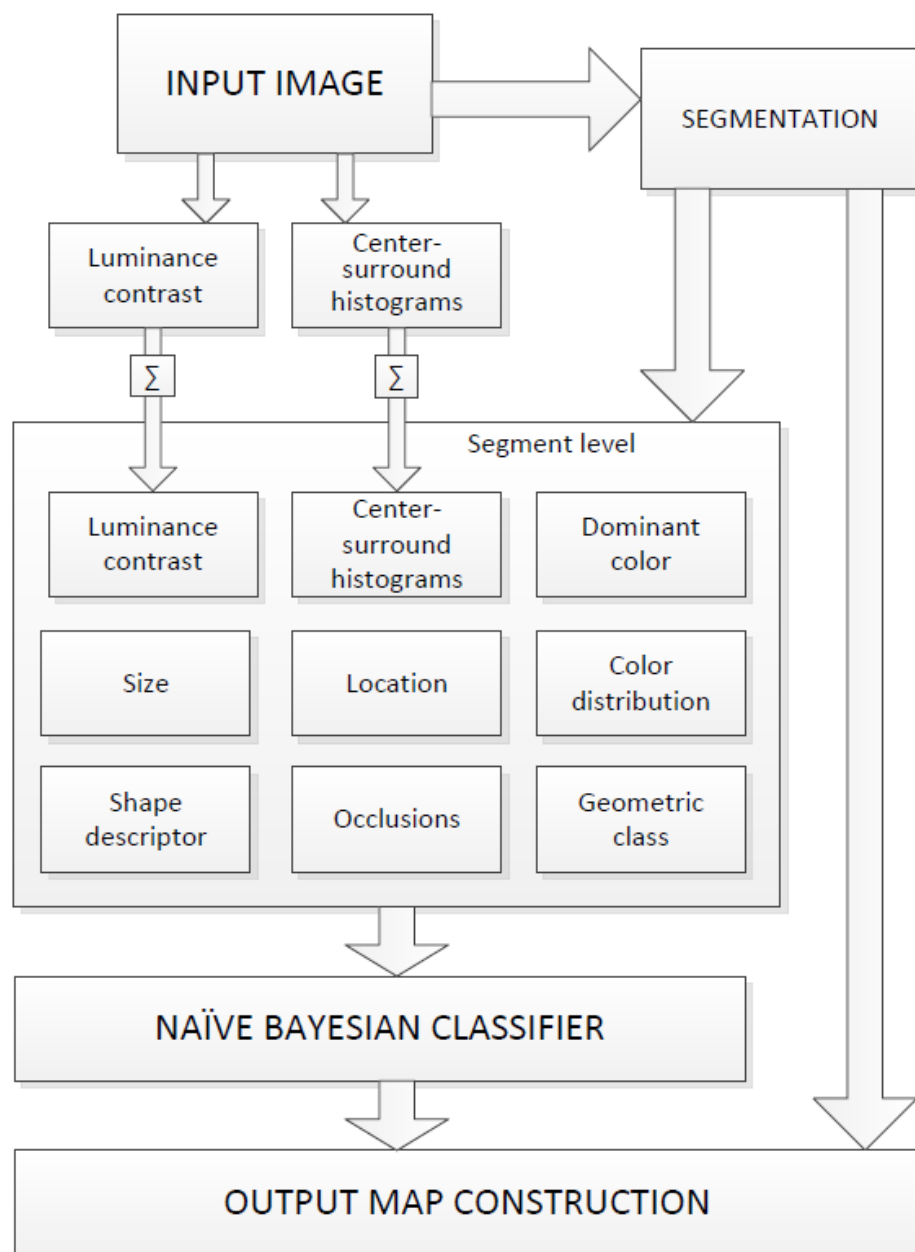 INPUT IMAGE
SEGMENTATION
Luminance
contrast
Center-
surround
histograms
∑
∑
Segment level
Luminance
contrast
Center-
surround
histograms
Dominant
color
Size
Location
Color
distribution
Shape
descriptor
Occlusions
Geometric
class
NAÏVE BAYESIAN CLASSIFIER
OUTPUT MAP CONSTRUCTION